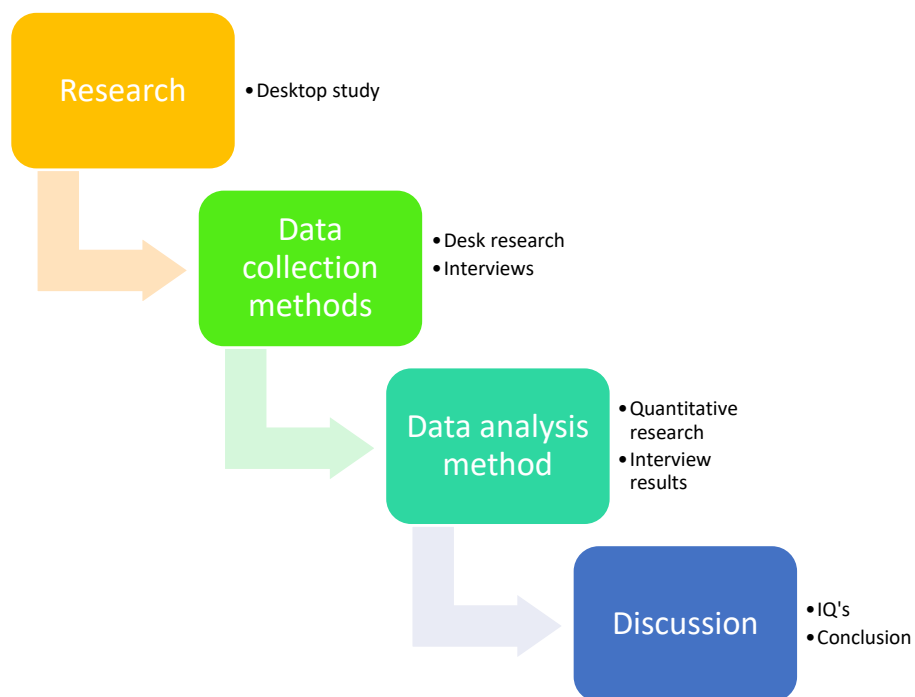 Research
•Desktop study
Data
collection
methods
•Desk research
•Interviews
Data analysis
method
•Quantitative
research
•Interview
results
Discussion
•IQ's
•Conclusion